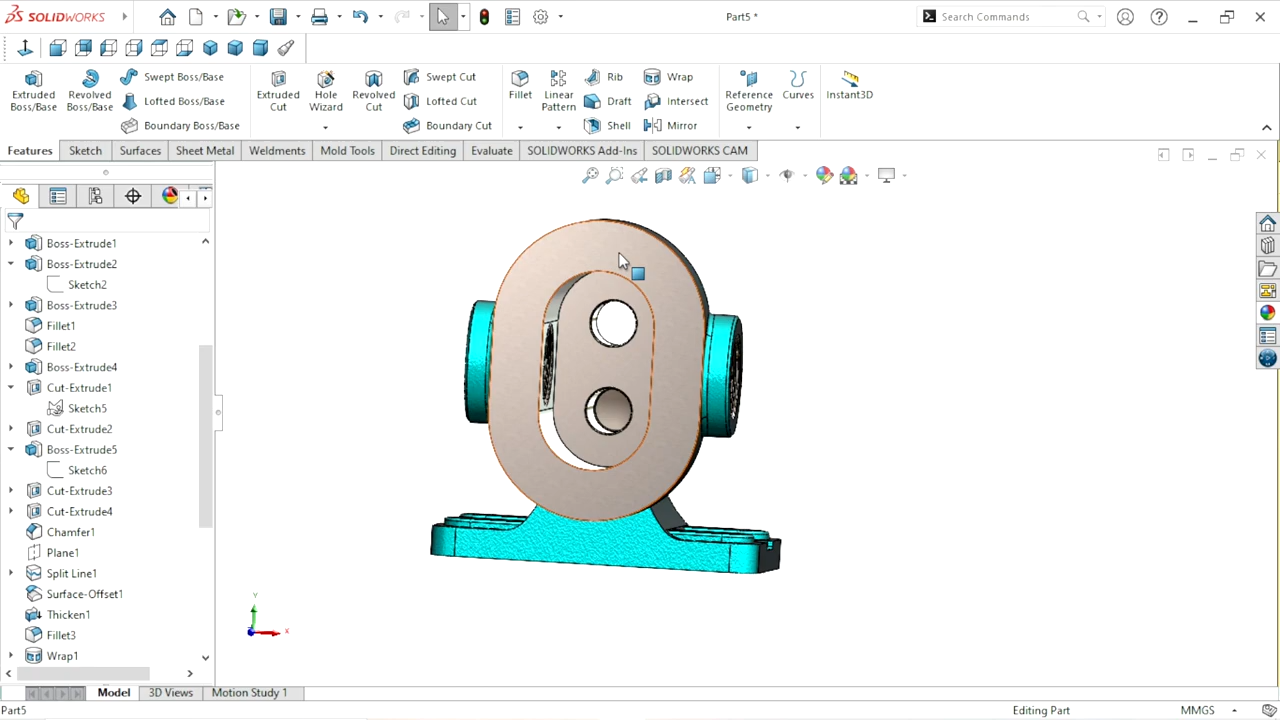 SOLIDWORKS
Part5 *
Search Commands
Extruded Boss/Base
Revolved Boss/Base
Swept Boss/Base
Lofted Boss/Base
Boundary Boss/Base
Extruded Cut
Hole Wizard
Revolved Cut
Swept Cut
Lofted Cut
Boundary Cut
Fillet
Linear Pattern
Rib
Draft
Shell
Wrap
Intersect
Mirror
Reference Geometry
Curves
Instant3D
Features
Sketch
Surfaces
Sheet Metal
Weldments
Mold Tools
Direct Editing
Evaluate
SOLIDWORKS Add-Ins
SOLIDWORKS CAM
Boss-Extrude1
Boss-Extrude2
Sketch2
Boss-Extrude3
Fillet1
Fillet2
Boss-Extrude4
Cut-Extrude1
Sketch5
Cut-Extrude2
Boss-Extrude5
Sketch6
Cut-Extrude3
Cut-Extrude4
Chamfer1
Plane1
Split Line1
Surface-Offset1
Thicken1
Fillet3
Wrap1
Y
X
Model
3D Views
Motion Study 1
Part5
Editing Part
MMGS